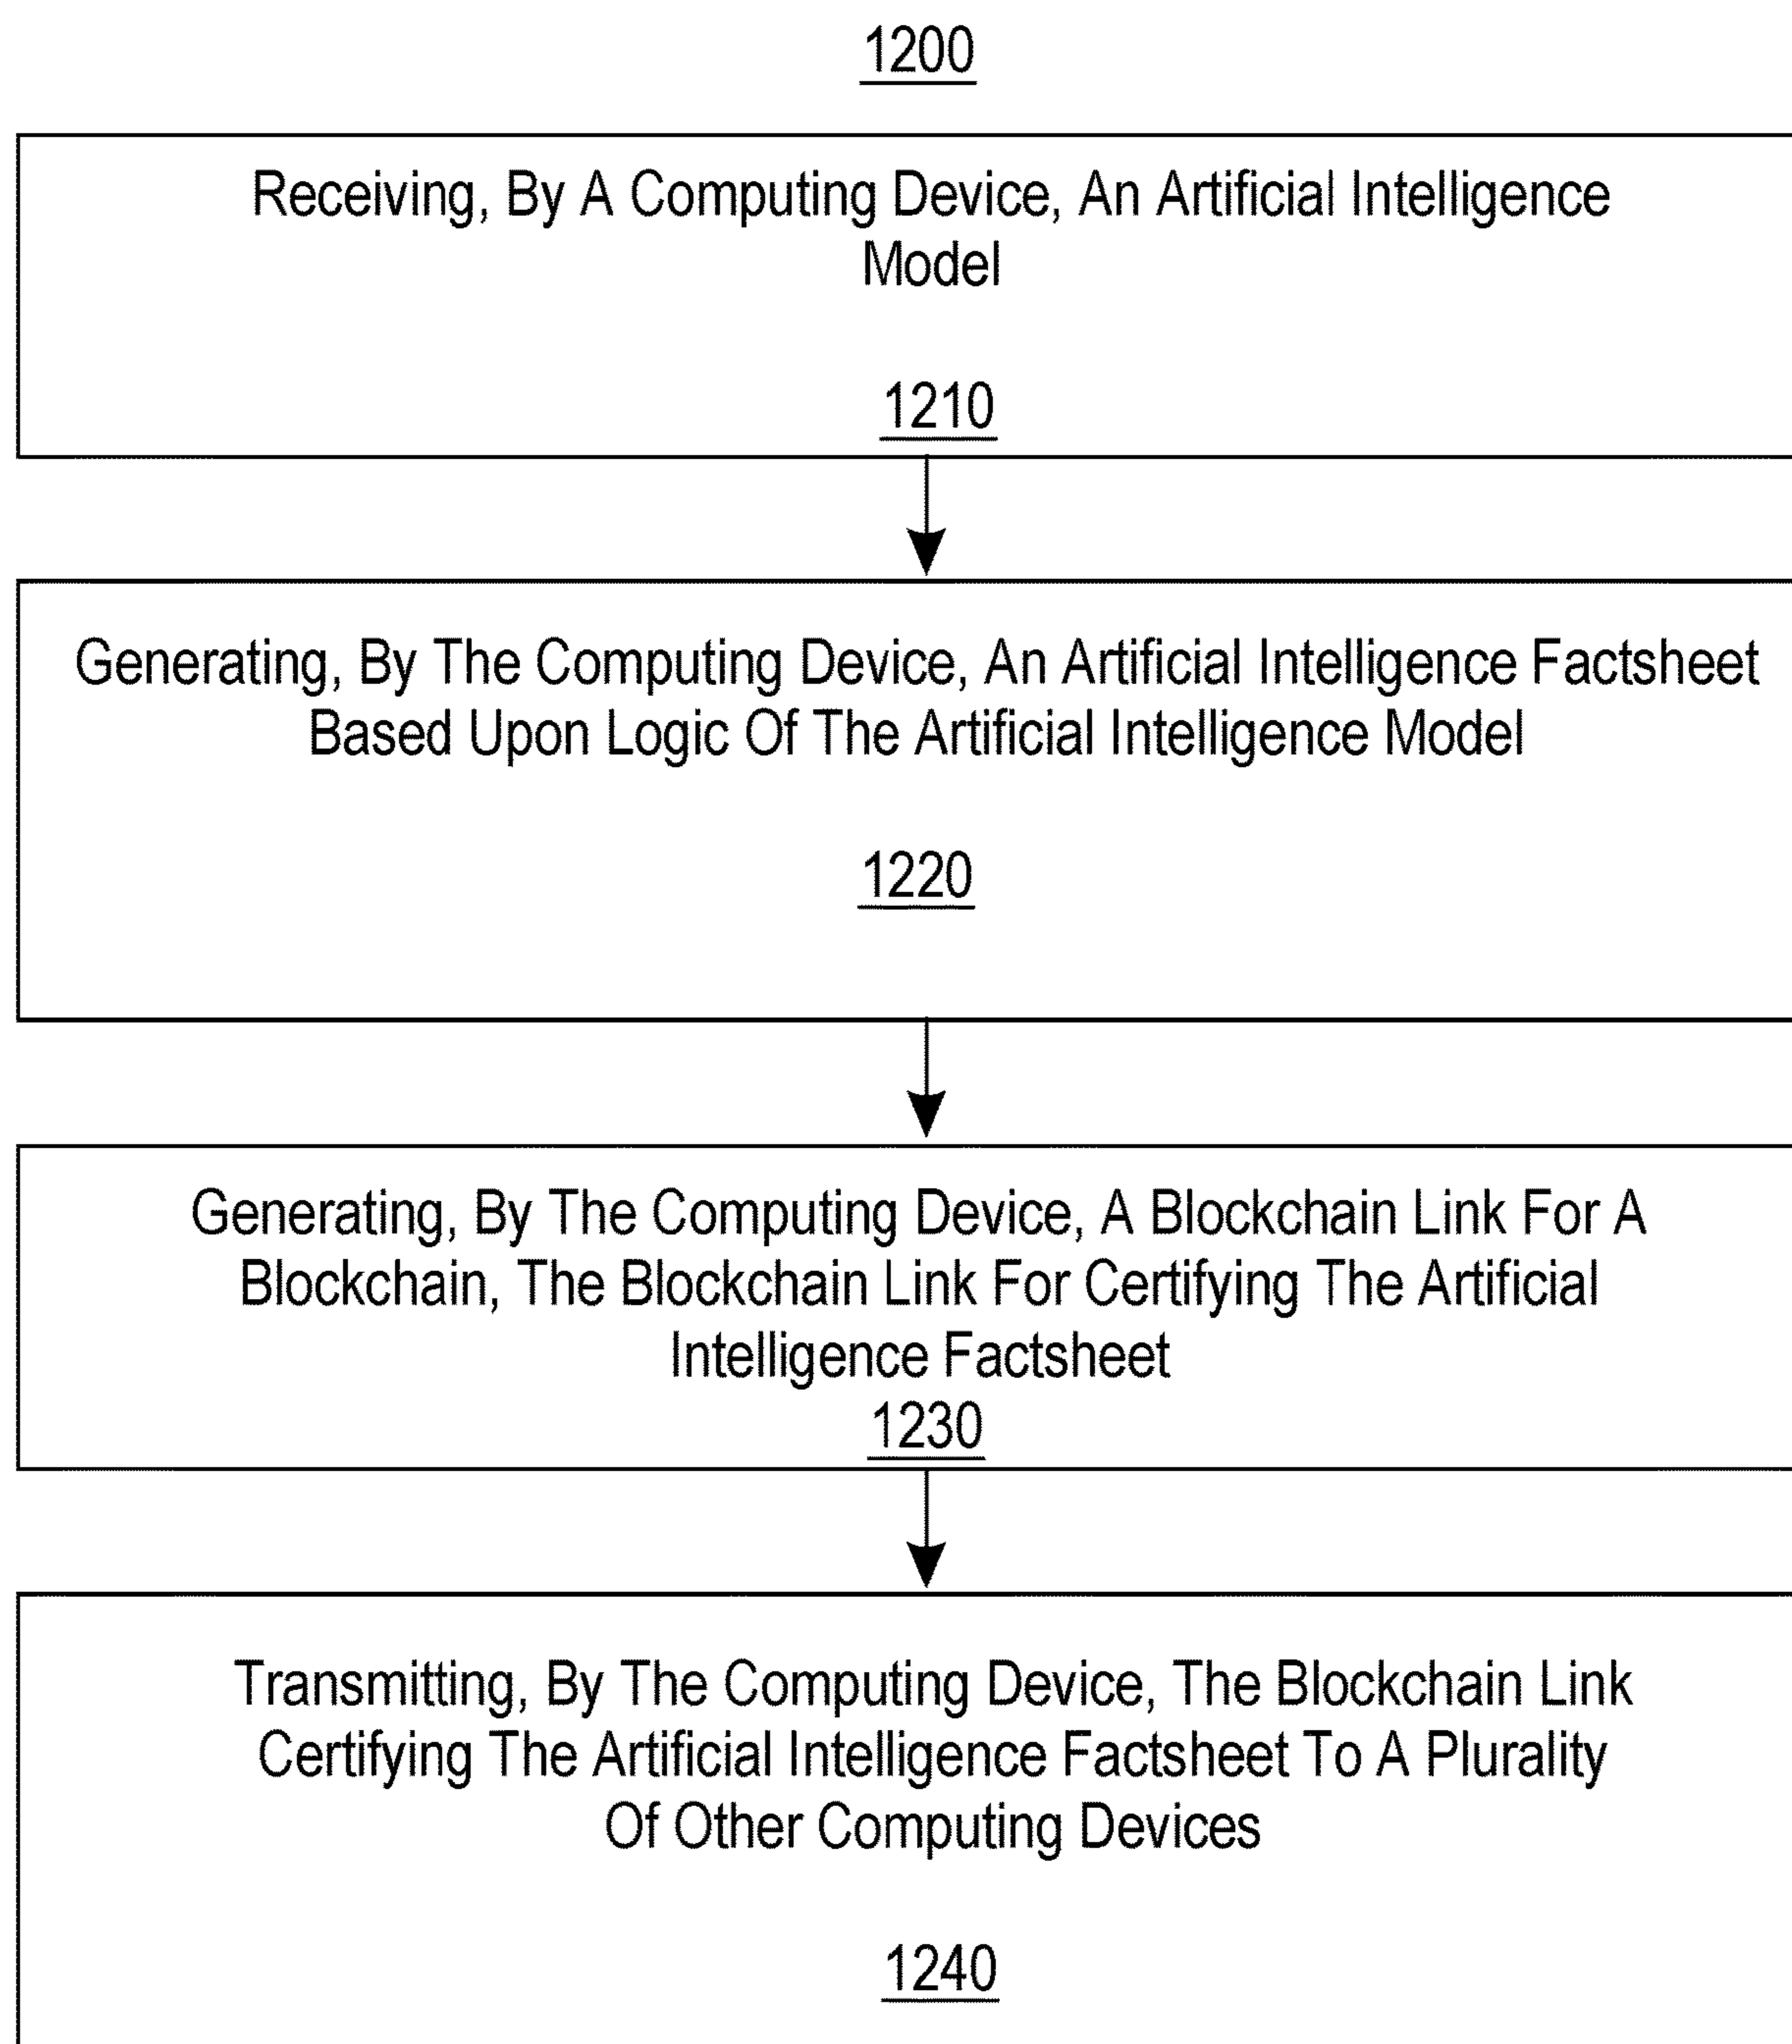 1200
Receiving, By A Computing Device, An Artificial Intelligence
Model
1210
Generating, By The Computing Device, An Artificial Intelligence Factsheet
Based Upon Logic Of The Artificial Intelligence Model
1220
Generating, By The Computing Device, A Blockchain Link For A
Blockchain, The Blockchain Link For Certifying The Artificial
Intelligence Factsheet
1230
Transmitting, By The Computing Device, The Blockchain Link
Certifying The Artificial Intelligence Factsheet To A Plurality
Of Other Computing Devices
1240